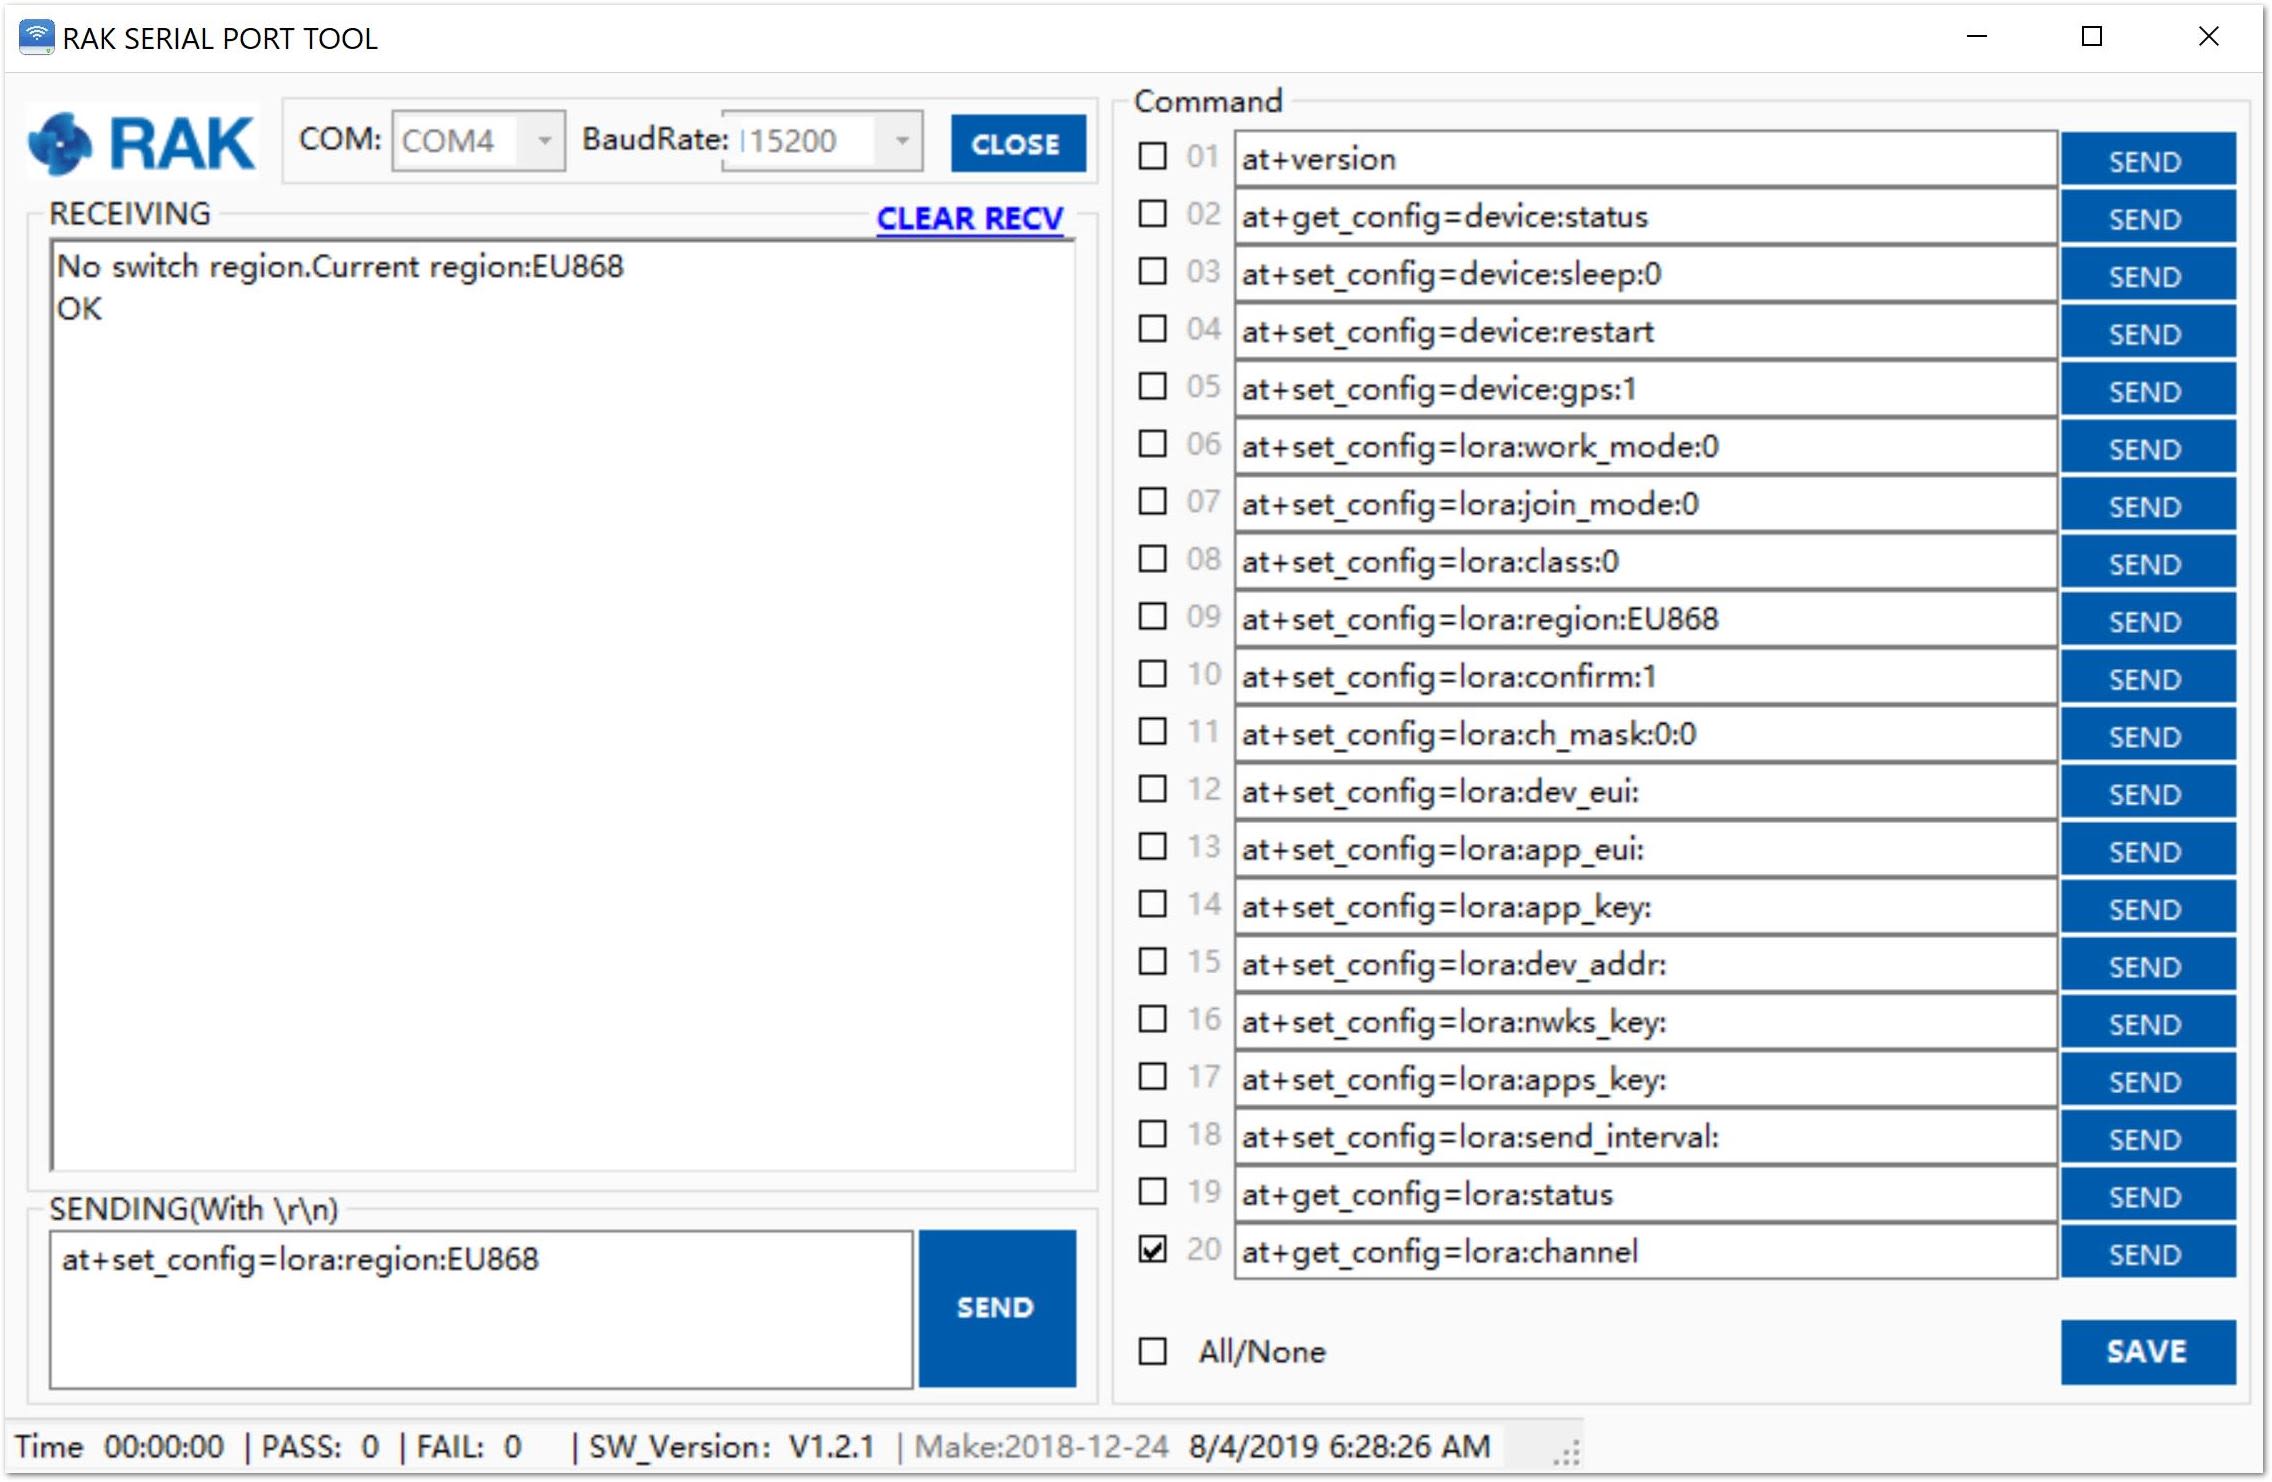 RAK SERIAL PORT TOOL
RAK
COM: COM4 BaudRate: 115200 CLOSE
RECEIVING
CLEAR RECV
No switch region.Current region:EU868
OK
SENDING(With \r\n)
at+set_config=lora:region:EU868
SEND
Command
01 at+version SEND
02 at+get_config=device:status SEND
03 at+set_config=device:sleep:0 SEND
04 at+set_config=device:restart SEND
05 at+set_config=device:gps:1 SEND
06 at+set_config=lora:work_mode:0 SEND
07 at+set_config=lora:join_mode:0 SEND
08 at+set_config=lora:class:0 SEND
09 at+set_config=lora:region:EU868 SEND
10 at+set_config=lora:confirm:1 SEND
11 at+set_config=lora:ch_mask:0:0 SEND
12 at+set_config=lora:dev_eui: SEND
13 at+set_config=lora:app_eui: SEND
14 at+set_config=lora:app_key: SEND
15 at+set_config=lora:dev_addr: SEND
16 at+set_config=lora:nwks_key: SEND
17 at+set_config=lora:apps_key: SEND
18 at+set_config=lora:send_interval: SEND
19 at+get_config=lora:status SEND
20 at+get_config=lora:channel SEND
All/None SAVE
Time 00:00:00 | PASS: 0 | FAIL: 0 | SW_Version: V1.2.1 | Make:2018-12-24 8/4/2019 6:28:26 AM